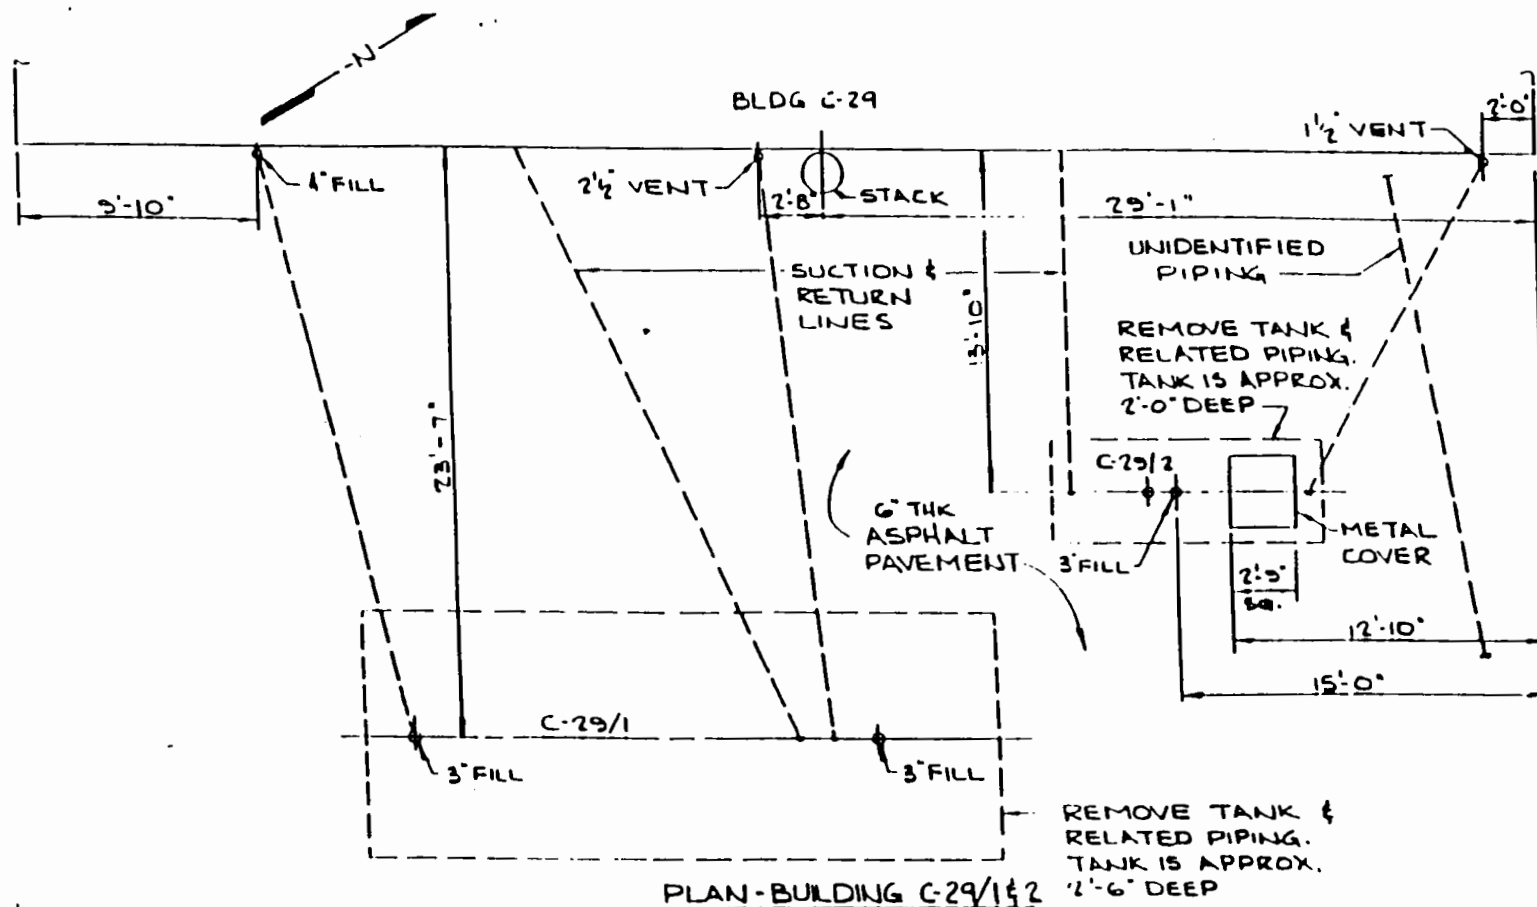 N
BLDG C-29
2'-0"
1½" VENT
4" FILL
2½" VENT
STACK
9'-10"
2'-8"
29'-1"
SUCTION &
RETURN
LINES
UNIDENTIFIED
PIPING
13'-10"
REMOVE TANK &
RELATED PIPING.
TANK IS APPROX.
2'-0" DEEP
23'-7"
C-29/2
6" THK
ASPHALT
PAVEMENT
3" FILL
METAL
COVER
2'-9"
SQ.
12'-10"
15'-0"
C-29/1
3" FILL
3" FILL
REMOVE TANK &
RELATED PIPING.
TANK IS APPROX.
2'-6" DEEP
PLAN-BUILDING C-29/1&2